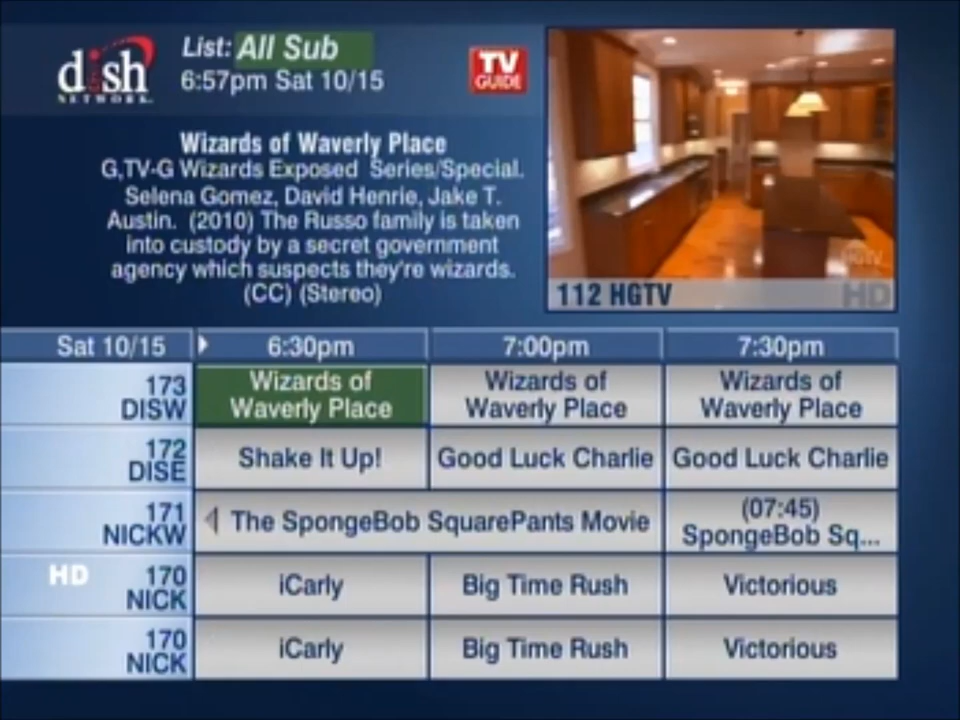 dish
NETWORK
List: All Sub
6:57pm Sat 10/15
TV
GUIDE
Wizards of Waverly Place
G,TV-G Wizards Exposed Series/Special.
Selena Gomez, David Henrie, Jake T.
Austin. (2010) The Russo family is taken
into custody by a secret government
agency which suspects they're wizards.
(CC) (Stereo)
HGTV
112 HGTV HD
Sat 10/15 6:30pm 7:00pm 7:30pm
173 DISW
Wizards of Waverly Place
Wizards of Waverly Place
Wizards of Waverly Place
172 DISE
Shake It Up!
Good Luck Charlie
Good Luck Charlie
171 NICKW
The SpongeBob SquarePants Movie
(07:45) SpongeBob Sq...
HD 170 NICK
iCarly
Big Time Rush
Victorious
170 NICK
iCarly
Big Time Rush
Victorious